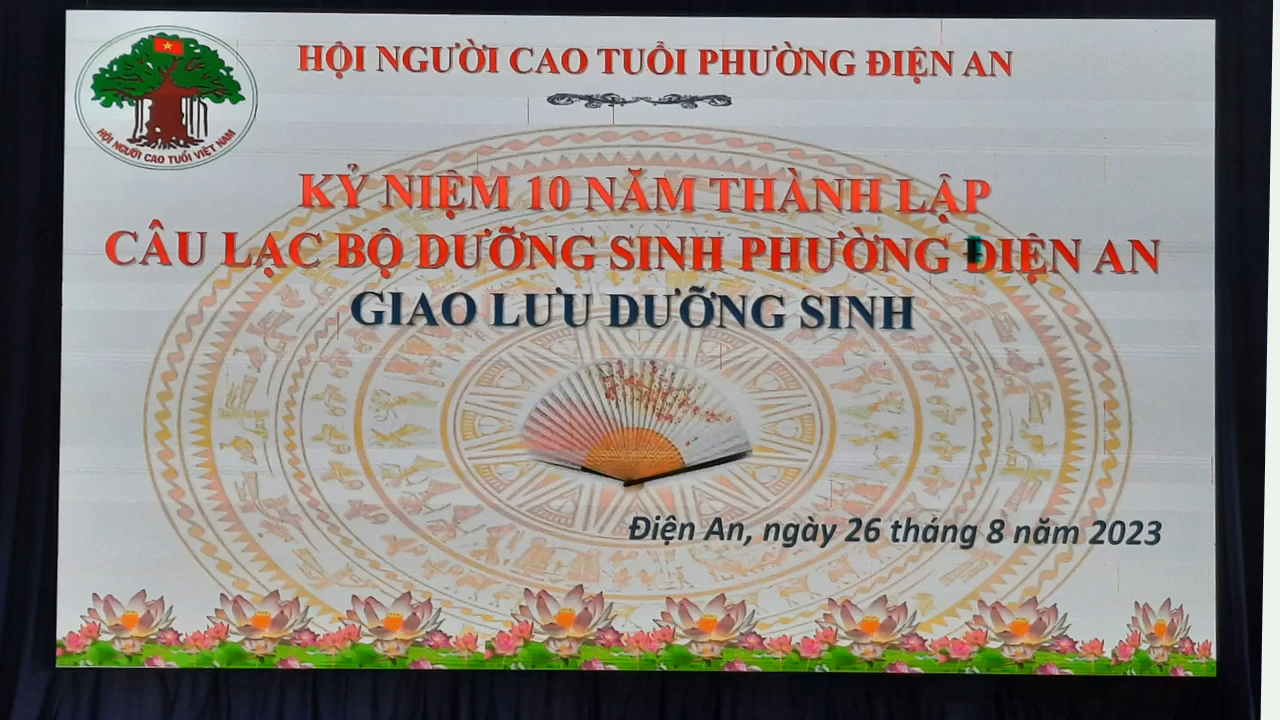 HỘI NGƯỜI CAO TUỔI PHƯỜNG ĐIỆN AN
HỘI NGƯỜI CAO TUỔI VIỆT NAM
KỶ NIỆM 10 NĂM THÀNH LẬP
CÂU LẠC BỘ DƯỠNG SINH PHƯỜNG ĐIỆN AN
GIAO LƯU DƯỠNG SINH
Điện An, ngày 26 tháng 8 năm 2023